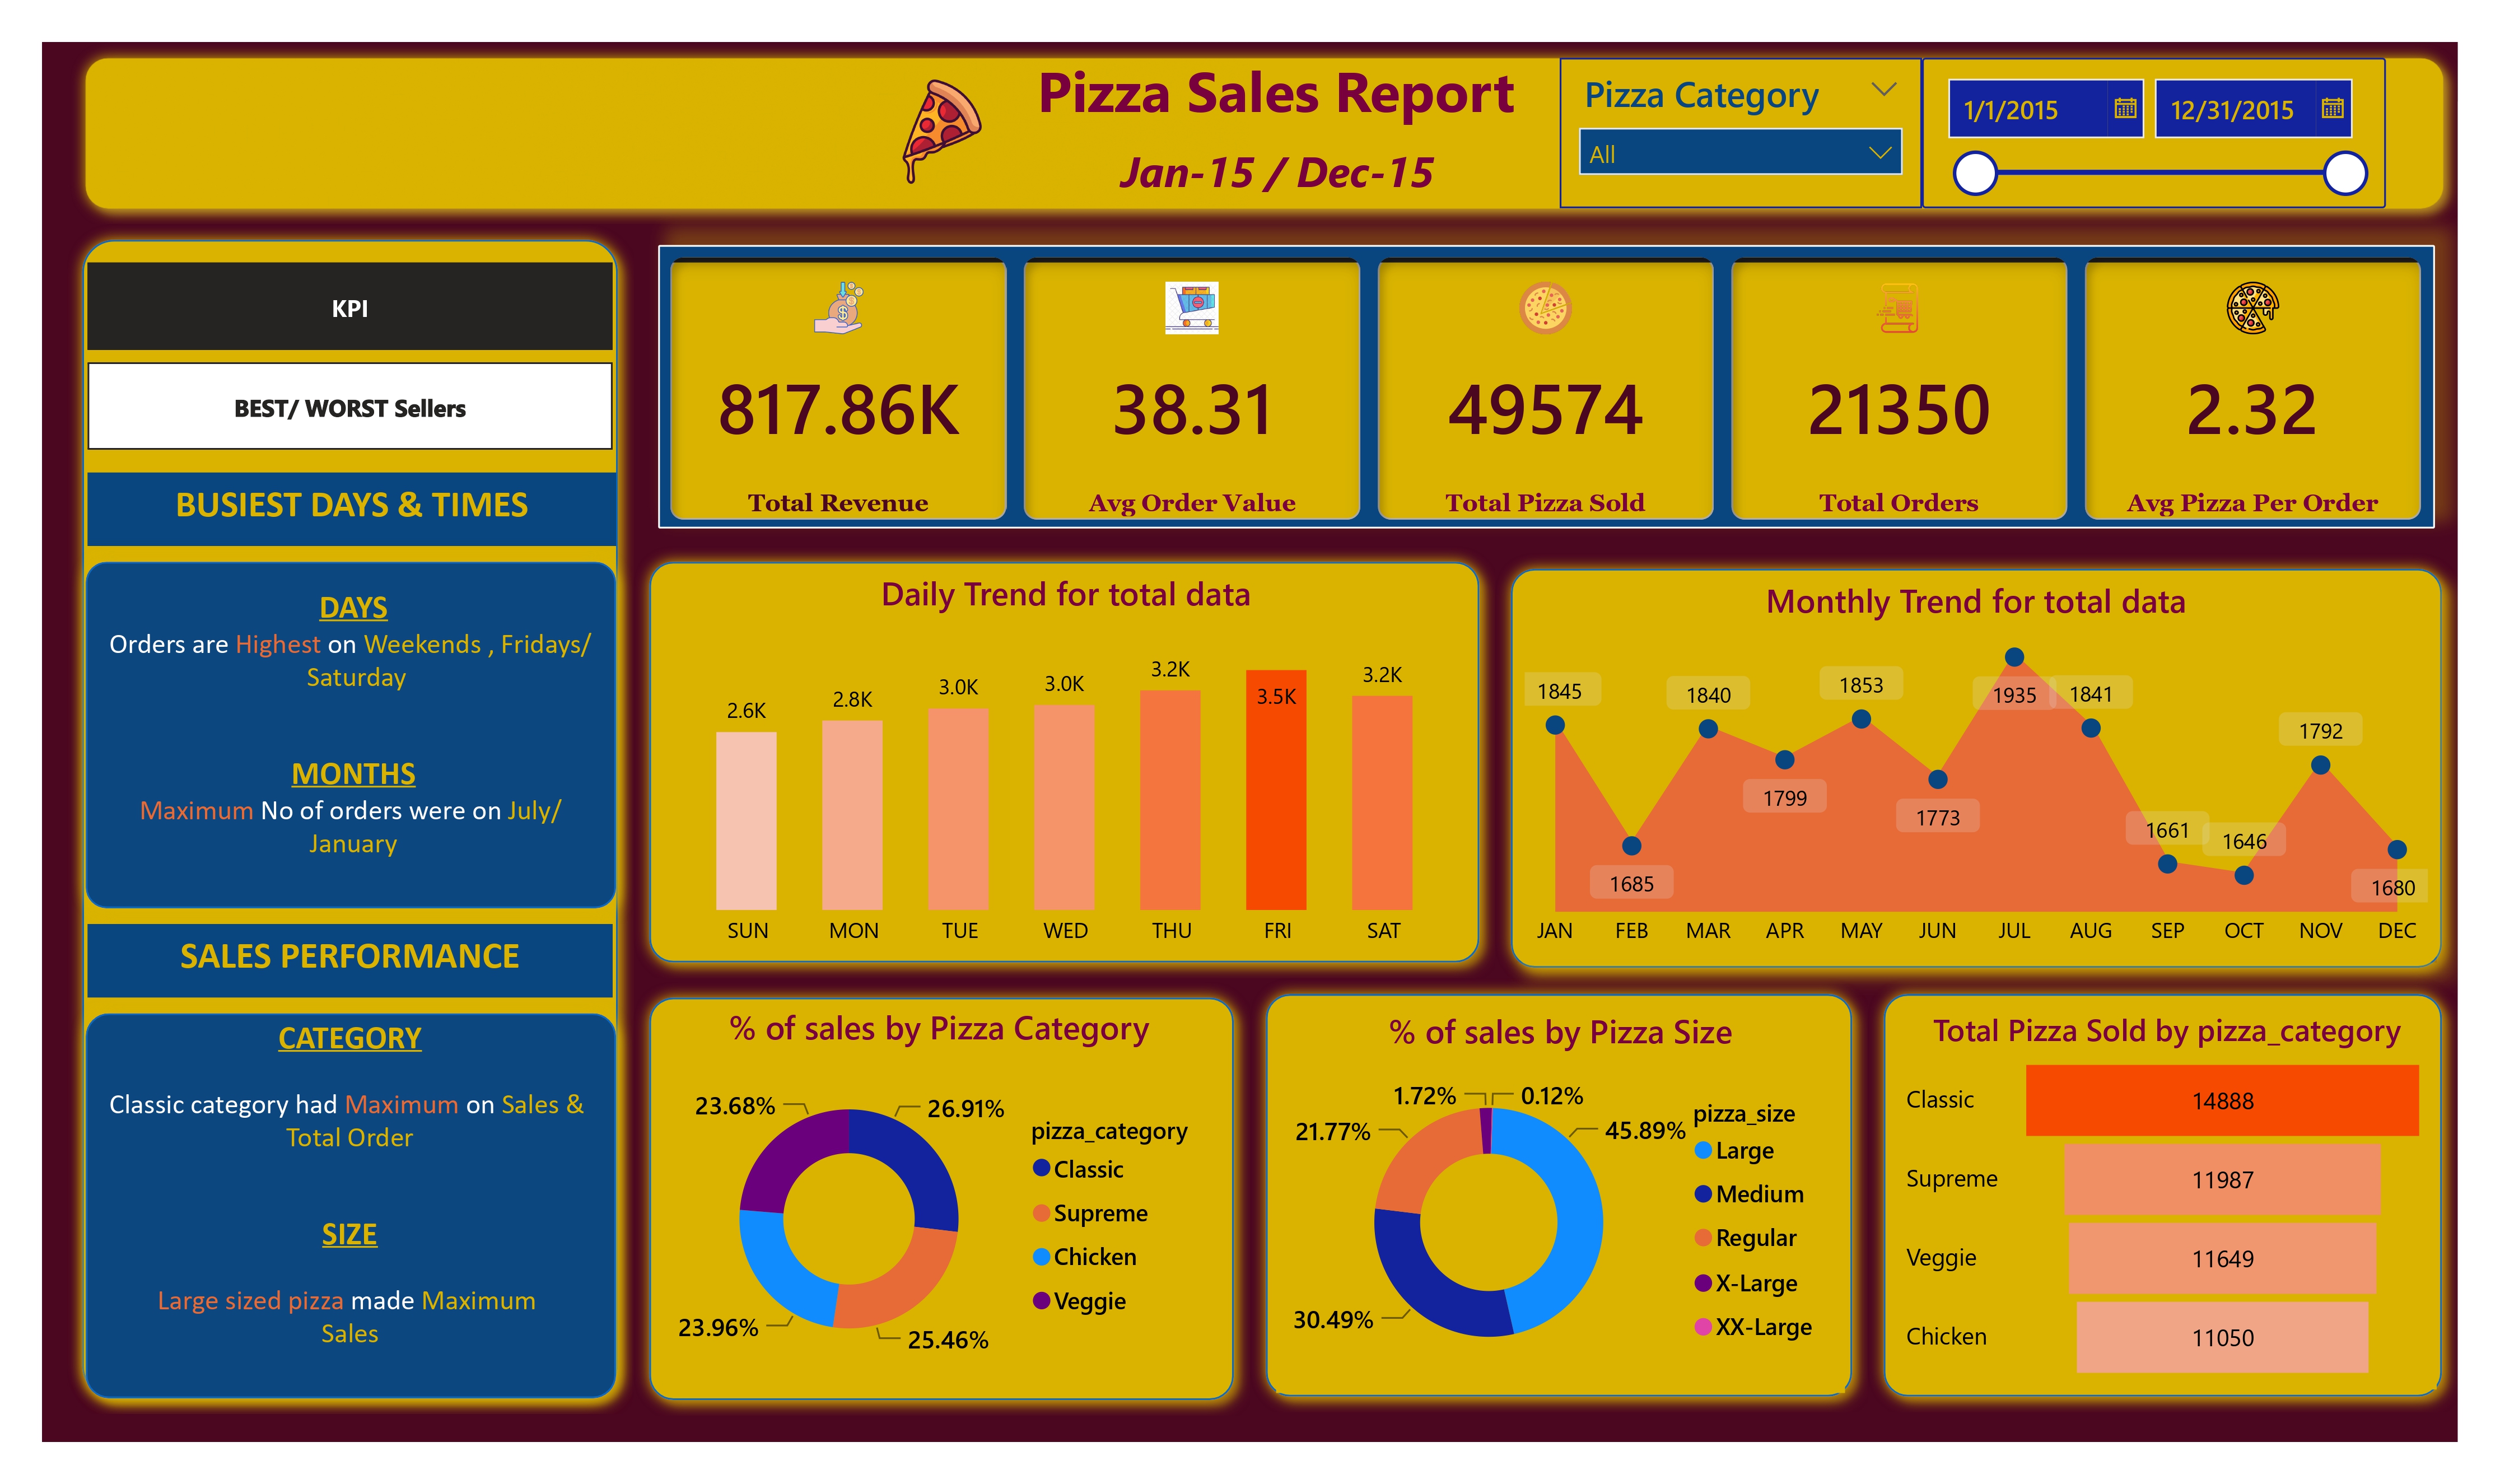 Pizza Sales Report
Jan-15 / Dec-15
Pizza Category
All
1/1/2015
12/31/2015
KPI
BEST/ WORST Sellers
BUSIEST DAYS & TIMES
DAYS
Orders are Highest on Weekends , Fridays/
Saturday
MONTHS
Maximum No of orders were on July/
January
SALES PERFORMANCE
CATEGORY
Classic category had Maximum on Sales &
Total Order
SIZE
Large sized pizza made Maximum
Sales
817.86K
Total Revenue
38.31
Avg Order Value
49574
Total Pizza Sold
21350
Total Orders
2.32
Avg Pizza Per Order
Daily Trend for total data
2.6K
2.8K
3.0K
3.0K
3.2K
3.5K
3.2K
SUN
MON
TUE
WED
THU
FRI
SAT
Monthly Trend for total data
1845
1685
1840
1799
1853
1773
1935
1841
1661
1646
1792
1680
JAN
FEB
MAR
APR
MAY
JUN
JUL
AUG
SEP
OCT
NOV
DEC
% of sales by Pizza Category
23.68%
26.91%
23.96%
25.46%
pizza_category
Classic
Supreme
Chicken
Veggie
% of sales by Pizza Size
1.72%
0.12%
21.77%
45.89%
30.49%
pizza_size
Large
Medium
Regular
X-Large
XX-Large
Total Pizza Sold by pizza_category
Classic 14888
Supreme 11987
Veggie 11649
Chicken 11050